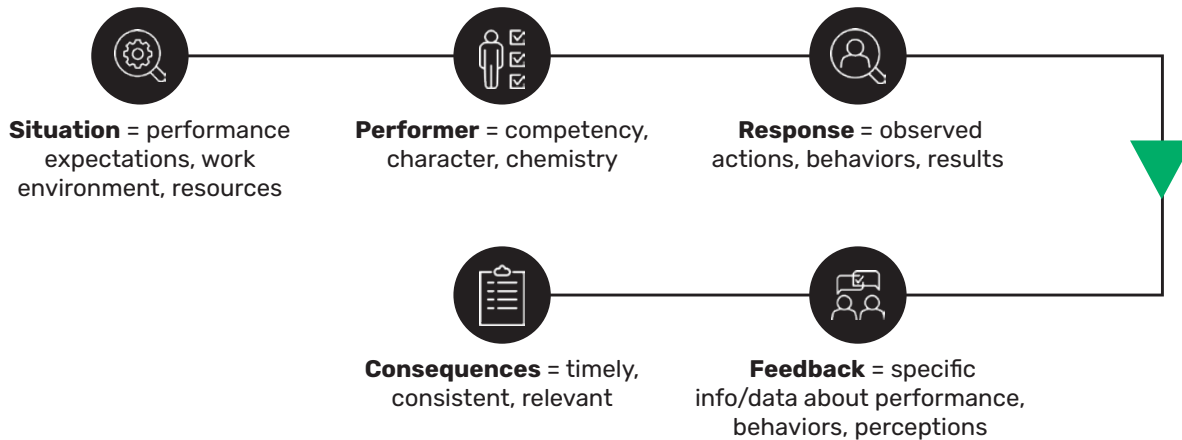 Situation = performance
expectations, work
environment, resources
Performer = competency,
character, chemistry
Response = observed
actions, behaviors, results
Consequences = timely,
consistent, relevant
Feedback = specific
info/data about performance,
behaviors, perceptions